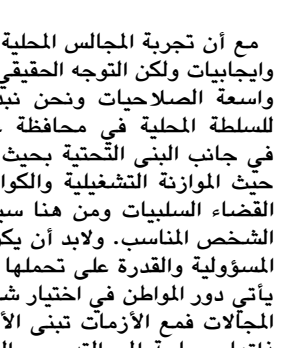 مع أن تجربة المجالس المحلية
وايجابيات ولكن التوجه الحقيقي
واسعة الصلاحيات ونحن نبد
للسلطة المحلية في محافظة
في جانب البنى التحتية بحيث
حيث الموازنة التشغيلية والكوا
القضاء السلبيات ومن هنا سي
الشخص المناسب. ولابد أن يكو
المسؤولية والقدرة على تحملها
يأتي دور المواطن في اختيار شـ
المجالات فمع الأزمات تبنى الأ